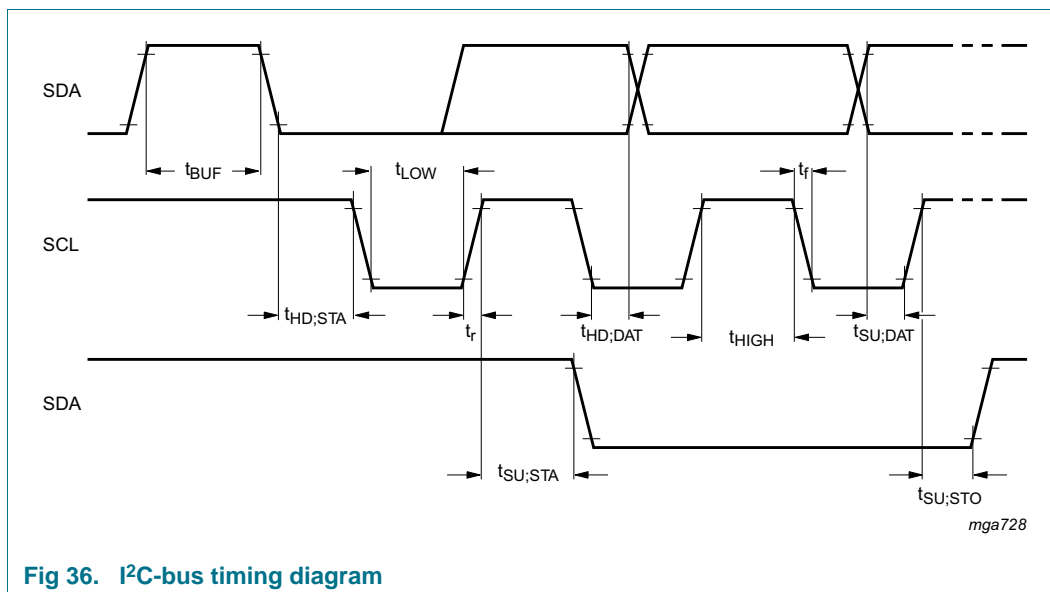 SDA
tBUF
tLOW
tf
SCL
tHD;STA
tr
tHD;DAT
tHIGH
tSU;DAT
SDA
tSU;STA
tSU;STO
mga728
Fig 36. I²C-bus timing diagram